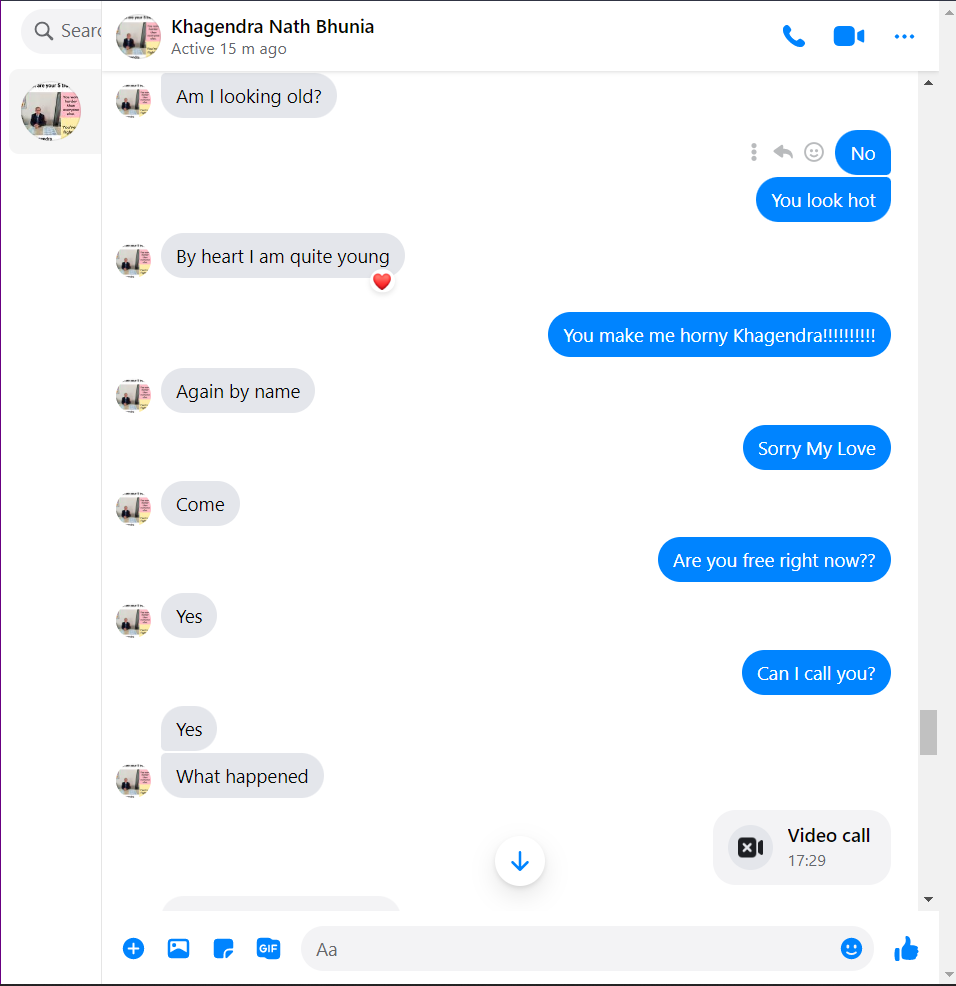 Searc
Khagendra Nath Bhunia
Active 15 m ago
Am I looking old?
No
You look hot
By heart I am quite young
You make me horny Khagendra!!!!!!!!!!
Again by name
Sorry My Love
Come
Are you free right now??
Yes
Can I call you?
Yes
What happened
Video call
17:29
GIF
Aa